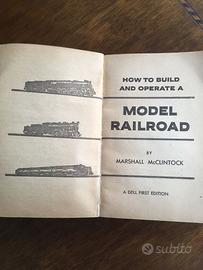 HOW TO BUILD
AND OPERATE A
MODEL
RAILROAD
BY
MARSHALL McCLINTOCK
A DELL FIRST EDITION
subito